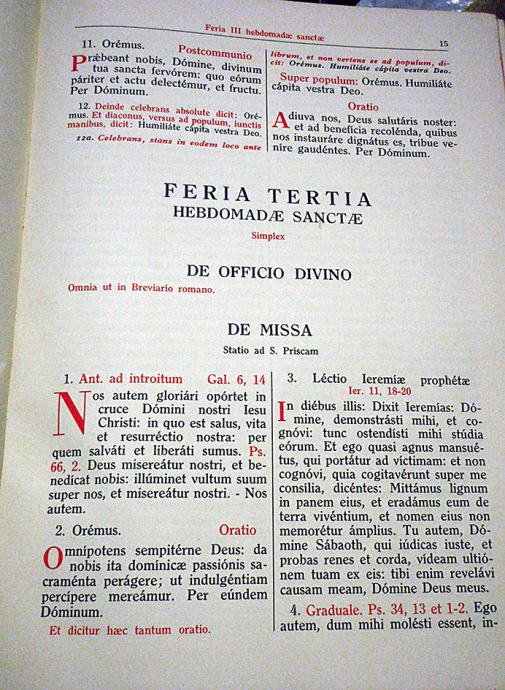 Feria III hebdomadæ sanctæ
15
11. Orémus.
Postcommunio
Præbeant nobis, Dómine, divínum
tua sancta fervórem: quo eórum
páriter et actu delectémur, et fructu.
Per Dóminum.
12. Deinde celebrans absolute dicit: Oré-
mus. Et diaconus, versus ad populum, iunctis
manibus, dicit: Humiliáte cápita vestra Deo.
12a. Celebrans, stans in eodem loco ante
librum, et non vertens se ad populum, di-
cit: Orémus. Humiliáte cápita vestra Deo.
Super populum: Orémus. Humiliáte
cápita vestra Deo.
Oratio
Adiuva nos, Deus salutáris noster:
et ad benefícia recolénda, quibus
nos instauráre dignátus es, tríbue ve-
níre gaudéntes. Per Dóminum.
FERIA TERTIA
HEBDOMADÆ SANCTÆ
Simplex
DE OFFICIO DIVINO
Omnia ut in Breviario romano.
DE MISSA
Statio ad S. Priscam
1. Ant. ad introitum Gal. 6, 14
Nos autem gloriári opórtet in
cruce Dómini nostri Iesu
Christi: in quo est salus, vita
et resurréctio nostra: per
quem salváti et liberáti sumus. Ps.
66, 2. Deus misereátur nostri, et be-
nedícat nobis: illúminet vultum suum
super nos, et misereátur nostri. - Nos
autem.
2. Orémus.
Oratio
Omnípotens sempitérne Deus: da
nobis ita domínicæ passiónis sa-
craménta perágere; ut indulgéntiam
percípere mereámur. Per eúndem
Dóminum.
Et dicitur hæc tantum oratio.
3. Léctio Ieremíæ prophétæ
Ier. 11, 18-20
In diébus illis: Dixit Ieremías: Dó-
mine, demonstrásti mihi, et co-
gnóvi: tunc ostendísti mihi stúdia
eórum. Et ego quasi agnus mansué-
tus, qui portátur ad víctimam: et non
cognóvi, quia cogitavérunt super me
consília, dicéntes: Mittámus lignum
in panem eius, et eradámus eum de
terra vivéntium, et nomen eius non
memorétur ámplius. Tu autem, Dó-
mine Sábaoth, qui iúdicas iuste, et
probas renes et corda, vídeam ultió-
nem tuam ex eis: tibi enim revelávi
causam meam, Dómine Deus meus.
4. Graduale. Ps. 34, 13 et 1-2. Ego
autem, dum mihi molésti essent, in-